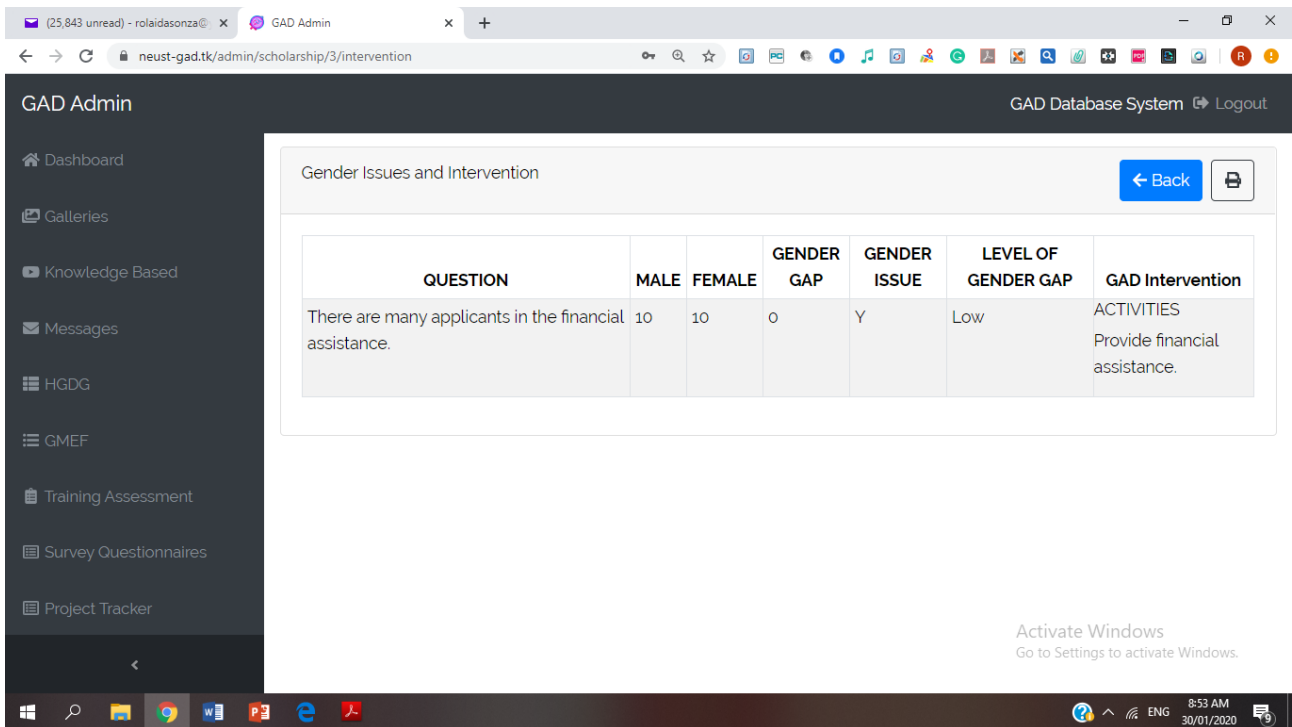 (25,843 unread) - rolaidasonza@
GAD Admin
neust-gad.tk/admin/scholarship/3/intervention
GAD Admin
GAD Database System Logout
Dashboard
Galleries
Knowledge Based
Messages
HGDG
GMEF
Training Assessment
Survey Questionnaires
Project Tracker
Gender Issues and Intervention
Back
QUESTION MALE FEMALE GENDER GAP GENDER ISSUE LEVEL OF GENDER GAP GAD Intervention
There are many applicants in the financial assistance. 10 10 0 Y Low ACTIVITIES
Provide financial assistance.
Activate Windows
Go to Settings to activate Windows.
ENG
8:53 AM
30/01/2020